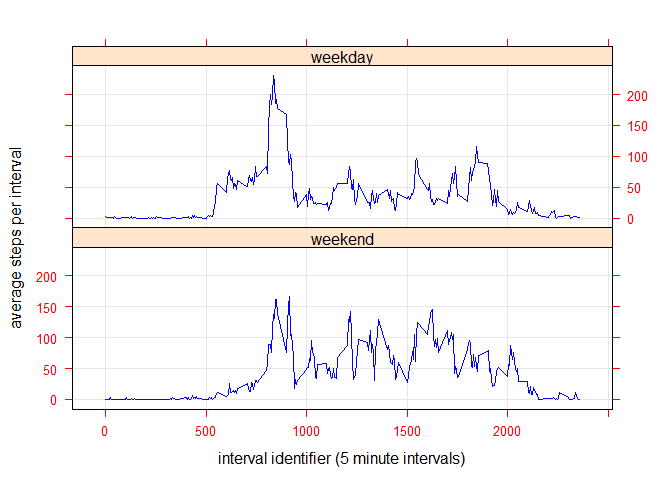 weekday
average steps per interval
200
150
100
50
0
weekend
200
150
100
50
0
0 500 1000 1500 2000
interval identifier (5 minute intervals)